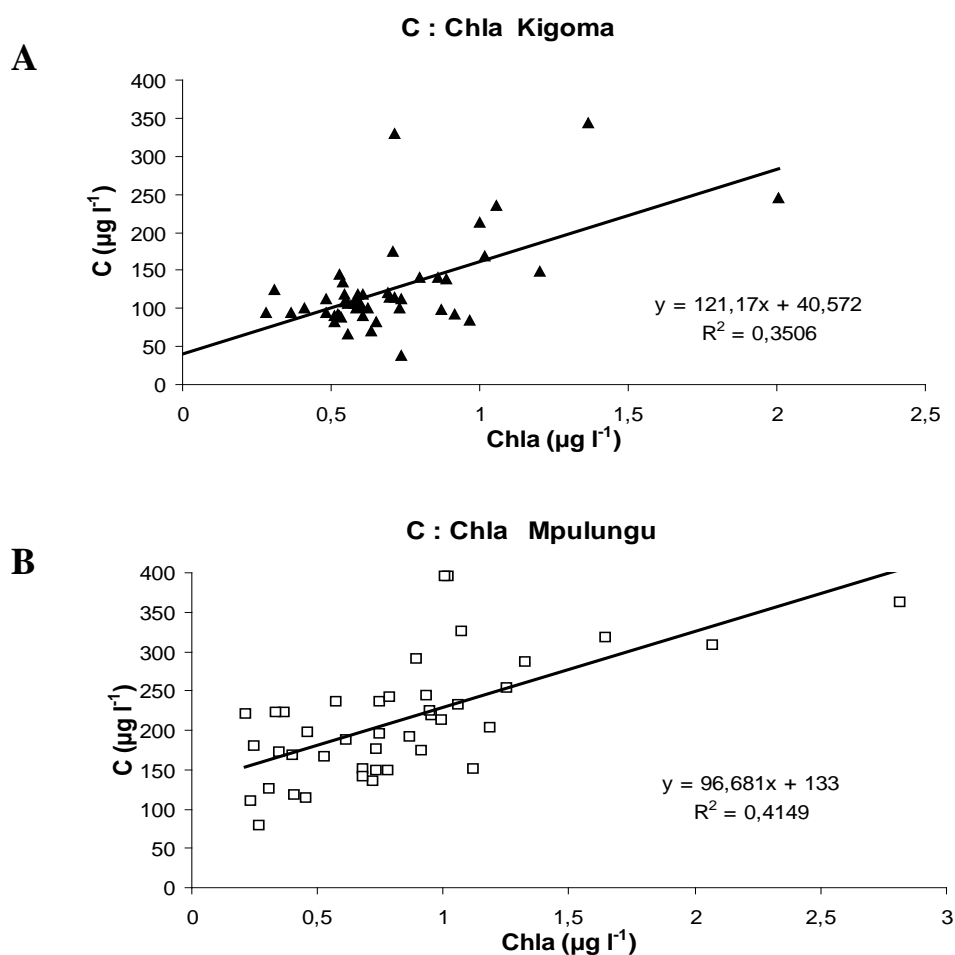 C : Chla Kigoma
A
400
350
300
250
200
150
100
50
0
C (µg l⁻¹)
y = 121,17x + 40,572
R² = 0,3506
0 0,5 1 1,5 2 2,5
Chla (µg l⁻¹)
C : Chla Mpulungu
B
400
350
300
250
200
150
100
50
0
C (µg l⁻¹)
y = 96,681x + 133
R² = 0,4149
0 0,5 1 1,5 2 2,5 3
Chla (µg l⁻¹)